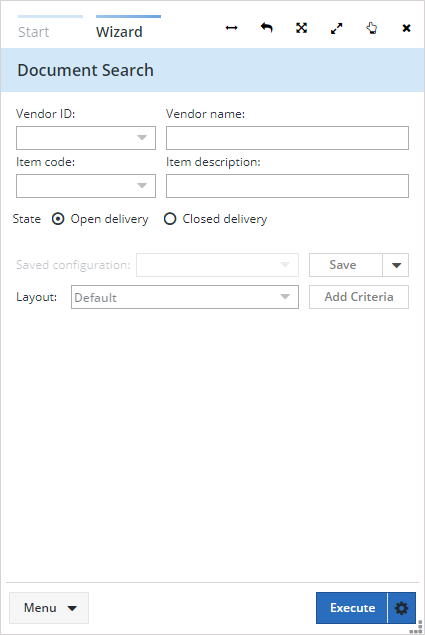 Start Wizard
Document Search
Vendor ID: Vendor name:
Item code: Item description:
State Open delivery Closed delivery
Saved configuration: Save
Layout: Default Add Criteria
Menu Execute